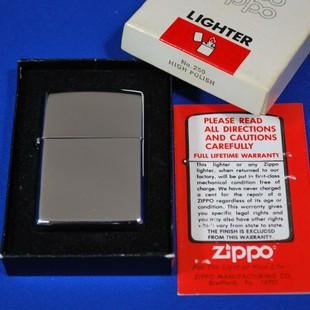 zippo
LIGHTER
No. 250
HIGH POLISH
PLEASE READ
ALL DIRECTIONS
AND CAUTIONS
CAREFULLY
FULL LIFETIME WARRANTY
This lighter or any Zippo
lighter, when returned to our
factory, will be put in first-class
mechanical condition free of
charge. We have never charged
a cent for the repair of a
ZIPPO regardless of its age or
condition. This warranty gives
you specific legal rights and
you may also have other rights
which vary from state to state.
THE FINISH IS EXCLUDED
FROM THIS WARRANTY.
Zippo
ZIPPO MANUFACTURING CO.
Bradford, Pa. 16701